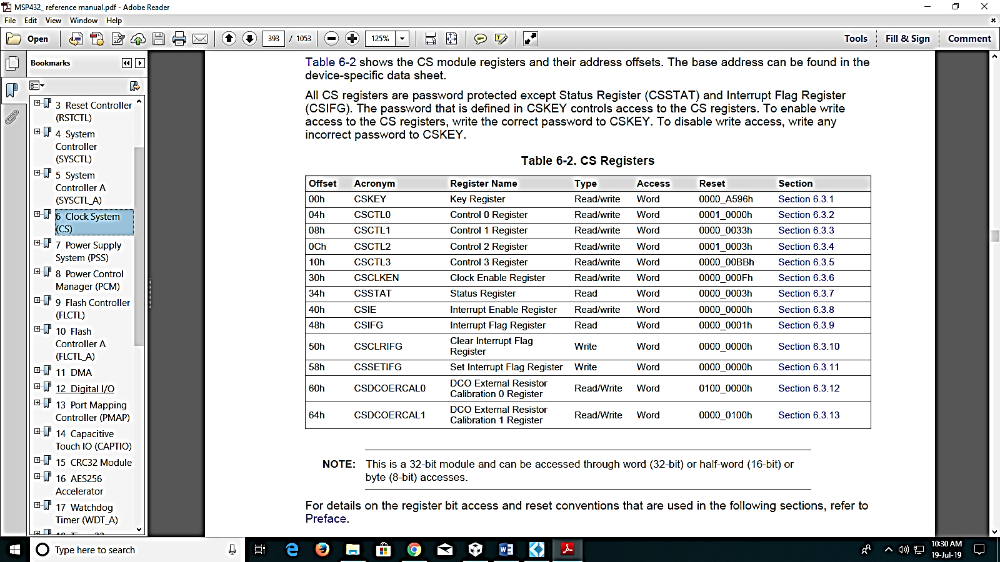 MSP432_ reference manual.pdf - Adobe Reader
File Edit View Window Help
Open 393 / 1053 125% Tools Fill & Sign Comment
Bookmarks
3 Reset Controller
(RSTCTL)
4 System
Controller
(SYSCTL)
5 System
Controller A
(SYSCTL_A)
6 Clock System
(CS)
7 Power Supply
System (PSS)
8 Power Control
Manager (PCM)
9 Flash Controller
(FLCTL)
10 Flash
Controller A
(FLCTL_A)
11 DMA
12 Digital I/O
13 Port Mapping
Controller (PMAP)
14 Capacitive
Touch IO (CAPTIO)
15 CRC32 Module
16 AES256
Accelerator
17 Watchdog
Timer (WDT_A)
Table 6-2 shows the CS module registers and their address offsets. The base address can be found in the
device-specific data sheet.
All CS registers are password protected except Status Register (CSSTAT) and Interrupt Flag Register
(CSIFG). The password that is defined in CSKEY controls access to the CS registers. To enable write
access to the CS registers, write the correct password to CSKEY. To disable write access, write any
incorrect password to CSKEY.
Table 6-2. CS Registers
Offset Acronym Register Name Type Access Reset Section
00h CSKEY Key Register Read/write Word 0000_A596h Section 6.3.1
04h CSCTL0 Control 0 Register Read/write Word 0001_0000h Section 6.3.2
08h CSCTL1 Control 1 Register Read/write Word 0000_0033h Section 6.3.3
0Ch CSCTL2 Control 2 Register Read/write Word 0001_0003h Section 6.3.4
10h CSCTL3 Control 3 Register Read/write Word 0000_00BBh Section 6.3.5
30h CSCLKEN Clock Enable Register Read/write Word 0000_000Fh Section 6.3.6
34h CSSTAT Status Register Read Word 0000_0003h Section 6.3.7
40h CSIE Interrupt Enable Register Read/write Word 0000_0000h Section 6.3.8
48h CSIFG Interrupt Flag Register Read Word 0000_0001h Section 6.3.9
50h CSCLRIFG Clear Interrupt Flag
Register Write Word 0000_0000h Section 6.3.10
58h CSSETIFG Set Interrupt Flag Register Write Word 0000_0000h Section 6.3.11
60h CSDCOERCAL0 DCO External Resistor
Calibration 0 Register Read/Write Word 0100_0000h Section 6.3.12
64h CSDCOERCAL1 DCO External Resistor
Calibration 1 Register Read/Write Word 0000_0100h Section 6.3.13
NOTE: This is a 32-bit module and can be accessed through word (32-bit) or half-word (16-bit) or
byte (8-bit) accesses.
For details on the register bit access and reset conventions that are used in the following sections, refer to
Preface.
Type here to search
10:30 AM
19-Jul-19